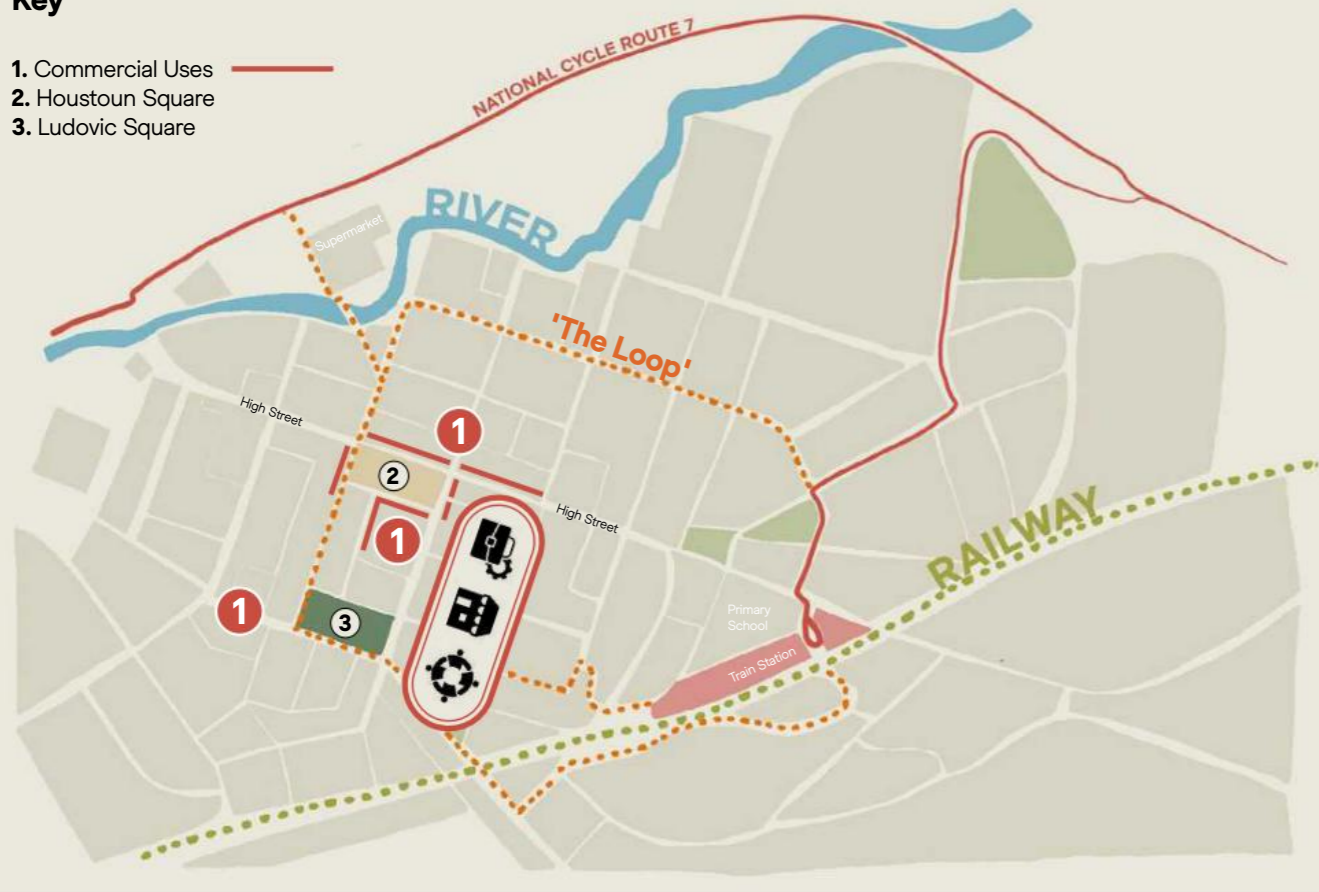 Key
1. Commercial Uses
2. Houstoun Square
3. Ludovic Square
NATIONAL CYCLE ROUTE 7
RIVER
Supermarket
'The Loop'
High Street
1
2
High Street
1
RAILWAY
1
3
Primary
School
Train Station